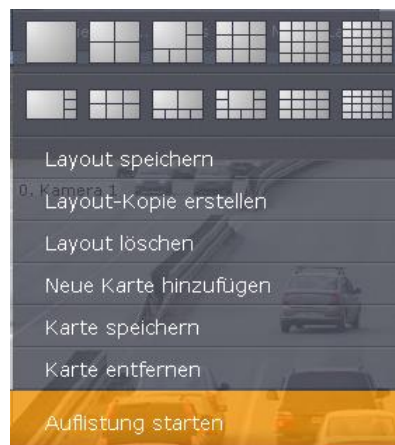 Layout speichern
0. Kamera 1
Layout-Kopie erstellen
Layout löschen
Neue Karte hinzufügen
Karte speichern
Karte entfernen
Auflistung starten